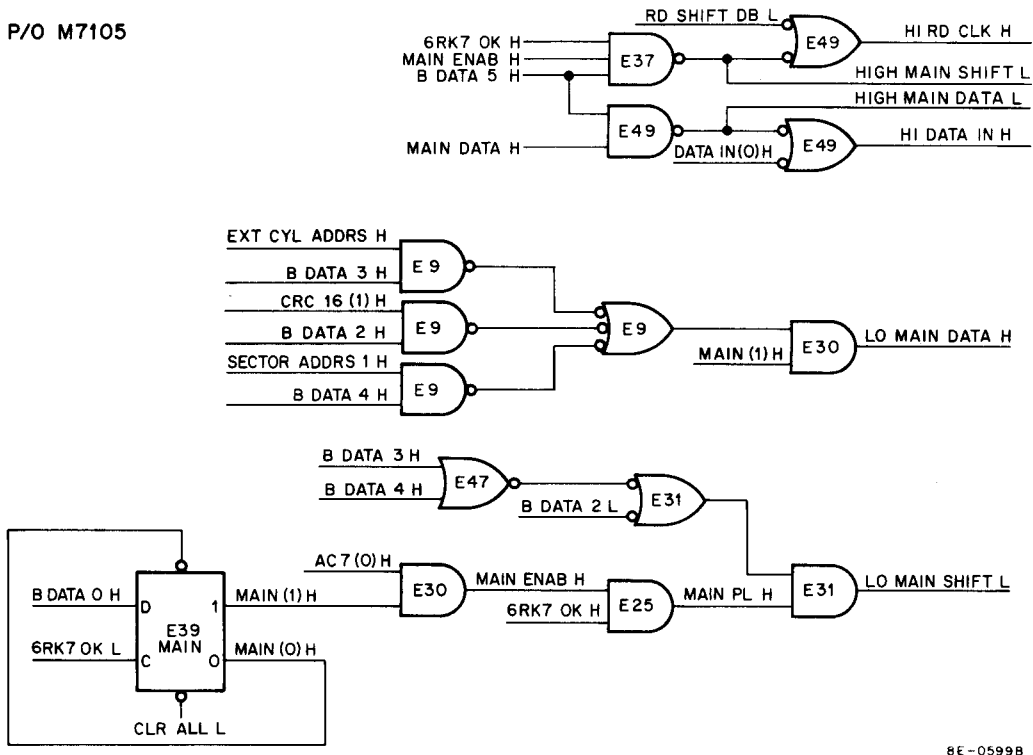 P/O M7105
RD SHIFT DB L
E49
HI RD CLK H
6RK7 OK H
MAIN ENAB H
B DATA 5 H
E37
HIGH MAIN SHIFT L
HIGH MAIN DATA L
E49
MAIN DATA H
DATA IN(0)H
E49
HI DATA IN H
EXT CYL ADDRS H
E9
B DATA 3 H
CRC 16 (1) H
E9
B DATA 2 H
E9
SECTOR ADDRS 1 H
E9
B DATA 4 H
MAIN (1) H
E30
LO MAIN DATA H
B DATA 3 H
E47
B DATA 4 H
B DATA 2 L
E31
AC 7 (0) H
E30
MAIN ENAB H
6RK7 OK H
E25
MAIN PL H
E31
LO MAIN SHIFT L
B DATA 0 H
D
1
MAIN (1) H
E39
MAIN
6RK7 OK L
C
0
MAIN (0) H
CLR ALL L
8E-0599B